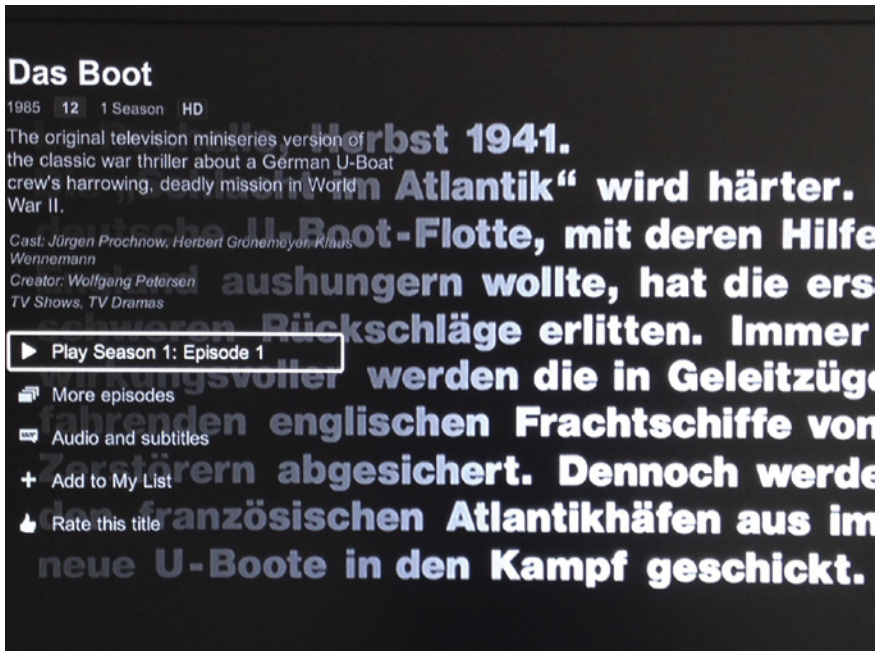 Das Boot
1985 12 1 Season HD
The original television miniseries version of
the classic war thriller about a German U-Boat
crew's harrowing, deadly mission in World
War II.
Cast: Jürgen Prochnow, Herbert Gronemeyer, Klaus
Wennemann
Creator: Wolfgang Petersen
TV Shows, TV Dramas
Play Season 1: Episode 1
More episodes
Audio and subtitles
Add to My List
Rate this title
Herbst 1941.
„Schlacht im Atlantik“ wird härter.
deutsche U-Boot-Flotte, mit deren Hilfe
England aushungern wollte, hat die ers
schweren Rückschläge erlitten. Immer
wirkungsvoller werden die in Geleitzüge
fahrenden englischen Frachtschiffe von
Zerstörern abgesichert. Dennoch werde
den französischen Atlantikhäfen aus im
neue U-Boote in den Kampf geschickt.